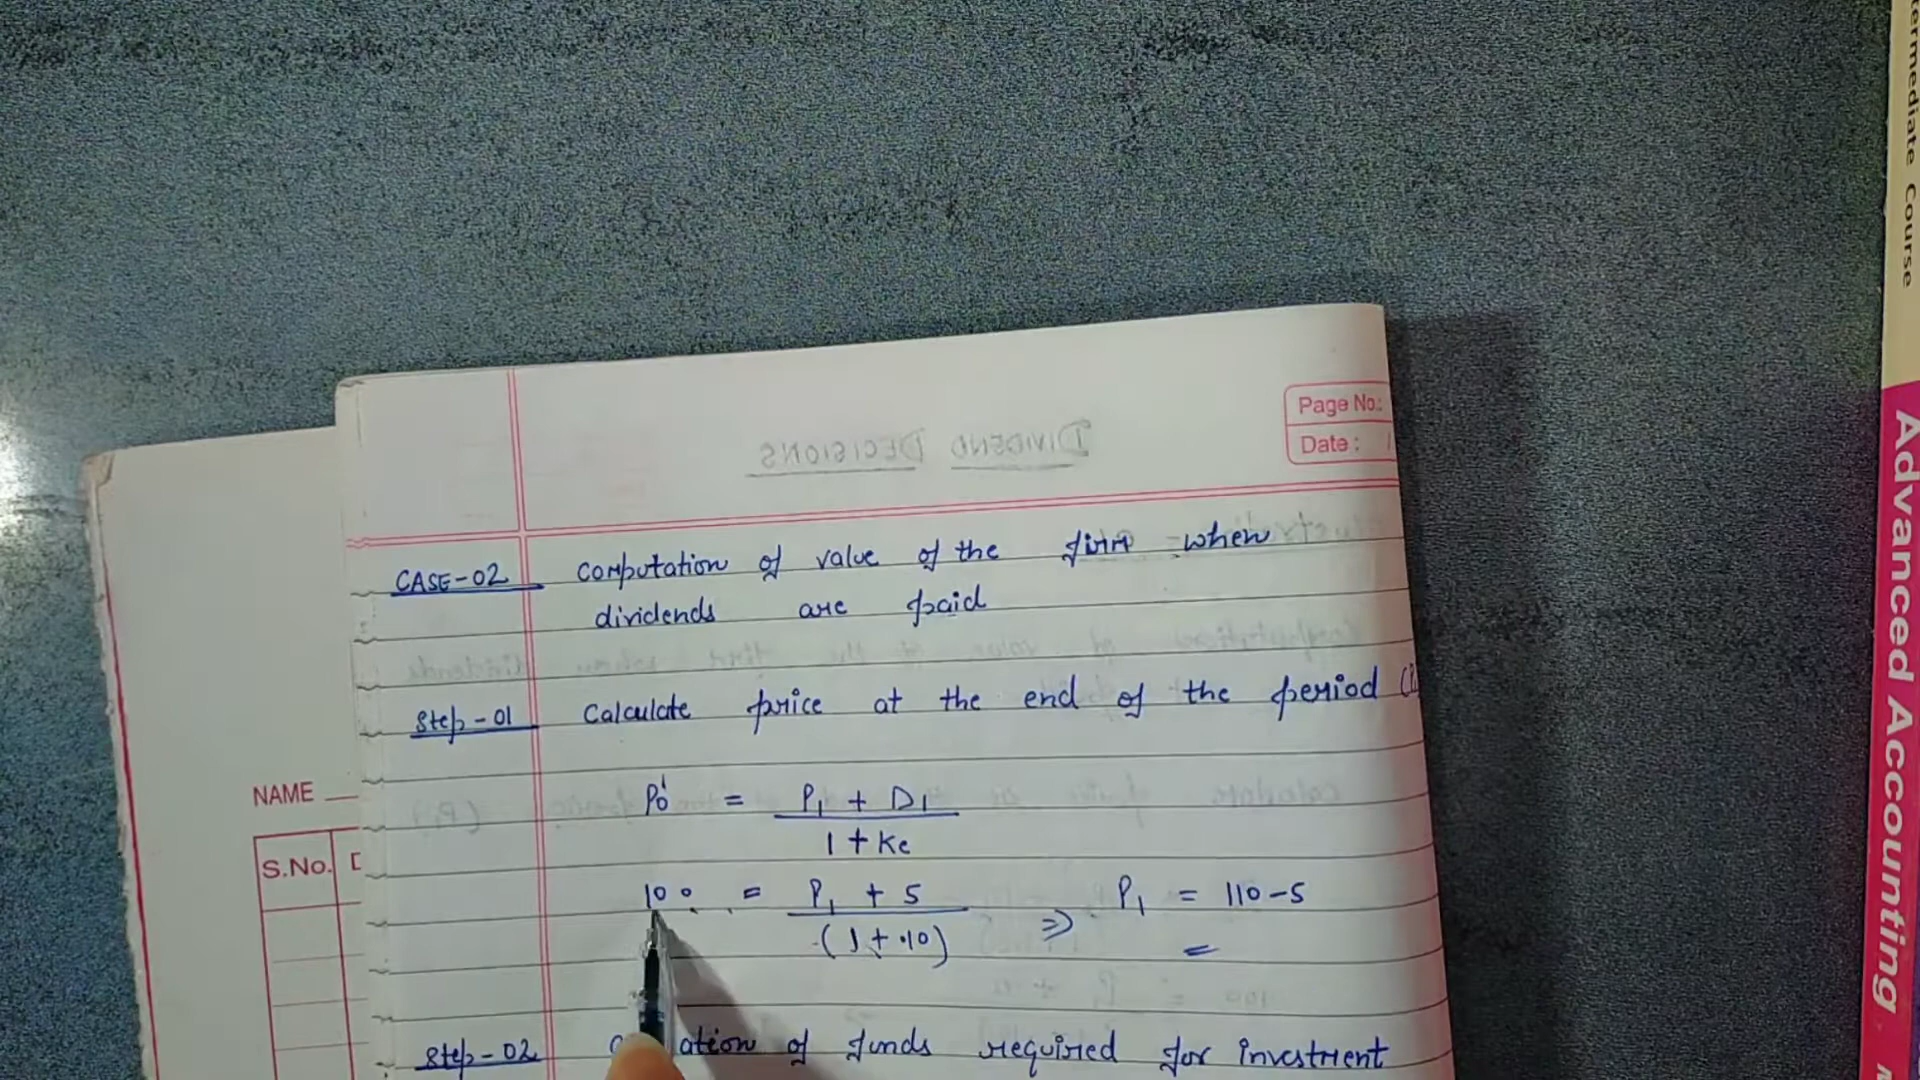 termediate Course
Advanced Accounting
Page No.:
Date :
DIVIDEND DECISIONS
CASE-02 computation of value of the firm when
dividends are paid
Step-01 Calculate price at the end of the period
P₀' = P₁ + D₁
1 + Ke
100 = P₁ + 5 ⇒ P₁ = 110-5
(1 + .10) =
Step-02 of funds required for investment
NAME
S.No.